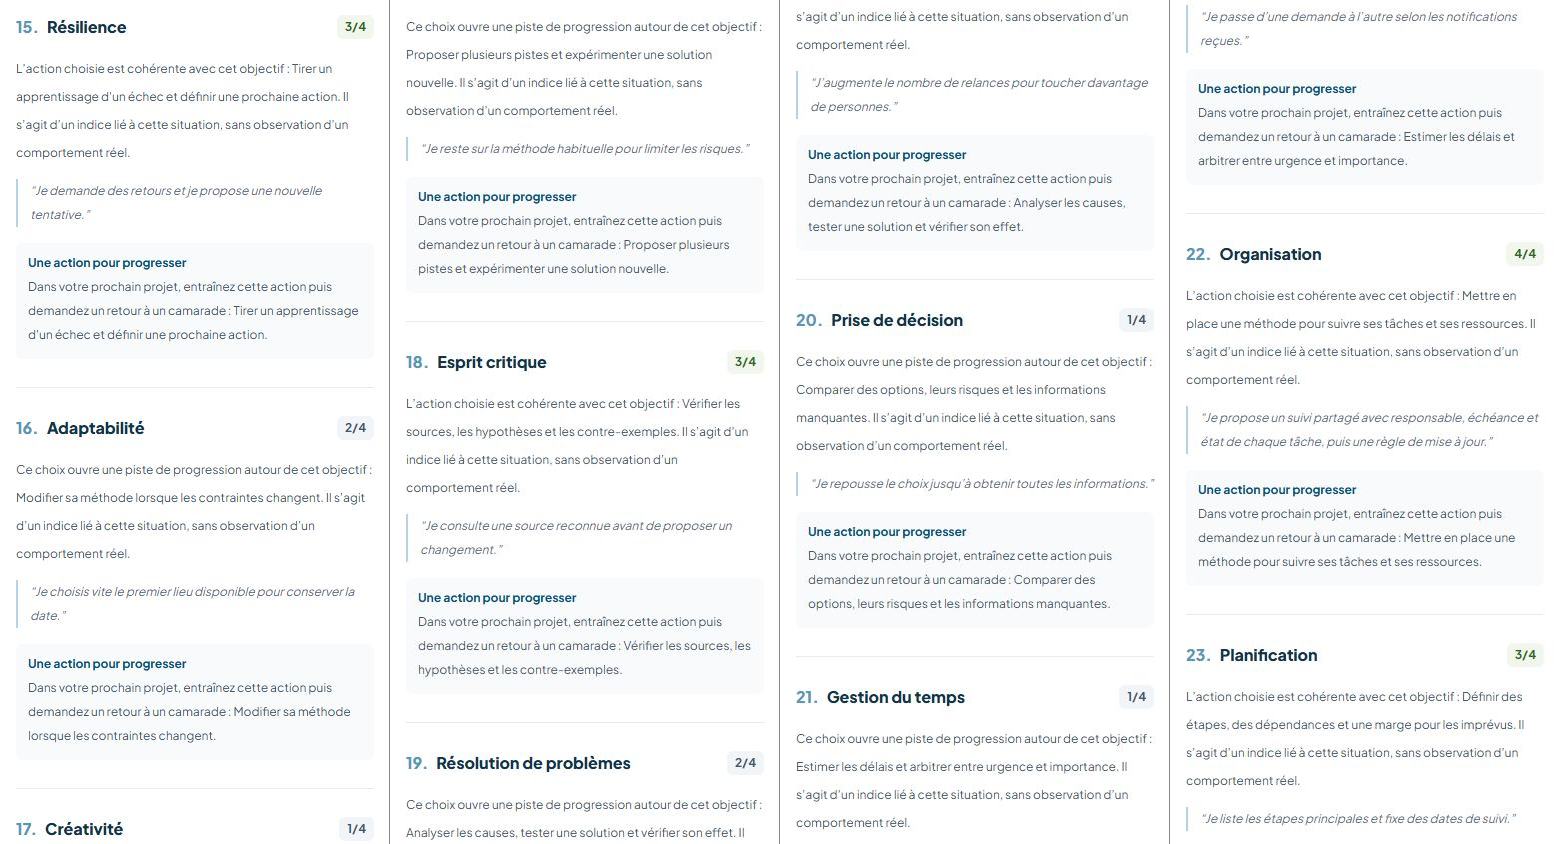 15. Résilience 3/4
L'action choisie est cohérente avec cet objectif : Tirer un
apprentissage d'un échec et définir une prochaine action. Il
s'agit d'un indice lié à cette situation, sans observation d'un
comportement réel.
"Je demande des retours et je propose une nouvelle
tentative."
Une action pour progresser
Dans votre prochain projet, entraînez cette action puis
demandez un retour à un camarade : Tirer un apprentissage
d'un échec et définir une prochaine action.
16. Adaptabilité 2/4
Ce choix ouvre une piste de progression autour de cet objectif :
Modifier sa méthode lorsque les contraintes changent. Il s'agit
d'un indice lié à cette situation, sans observation d'un
comportement réel.
"Je choisis vite le premier lieu disponible pour conserver la
date."
Une action pour progresser
Dans votre prochain projet, entraînez cette action puis
demandez un retour à un camarade : Modifier sa méthode
lorsque les contraintes changent.
17. Créativité 1/4
Ce choix ouvre une piste de progression autour de cet objectif :
Proposer plusieurs pistes et expérimenter une solution
nouvelle. Il s'agit d'un indice lié à cette situation, sans
observation d'un comportement réel.
"Je reste sur la méthode habituelle pour limiter les risques."
Une action pour progresser
Dans votre prochain projet, entraînez cette action puis
demandez un retour à un camarade : Proposer plusieurs
pistes et expérimenter une solution nouvelle.
18. Esprit critique 3/4
L'action choisie est cohérente avec cet objectif : Vérifier les
sources, les hypothèses et les contre-exemples. Il s'agit d'un
indice lié à cette situation, sans observation d'un
comportement réel.
"Je consulte une source reconnue avant de proposer un
changement."
Une action pour progresser
Dans votre prochain projet, entraînez cette action puis
demandez un retour à un camarade : Vérifier les sources, les
hypothèses et les contre-exemples.
19. Résolution de problèmes 2/4
Ce choix ouvre une piste de progression autour de cet objectif :
Analyser les causes, tester une solution et vérifier son effet. Il
s'agit d'un indice lié à cette situation, sans observation d'un
comportement réel.
"J'augmente le nombre de relances pour toucher davantage
de personnes."
Une action pour progresser
Dans votre prochain projet, entraînez cette action puis
demandez un retour à un camarade : Analyser les causes,
tester une solution et vérifier son effet.
20. Prise de décision 1/4
Ce choix ouvre une piste de progression autour de cet objectif :
Comparer des options, leurs risques et les informations
manquantes. Il s'agit d'un indice lié à cette situation, sans
observation d'un comportement réel.
"Je repousse le choix jusqu'à obtenir toutes les informations."
Une action pour progresser
Dans votre prochain projet, entraînez cette action puis
demandez un retour à un camarade : Comparer des
options, leurs risques et les informations manquantes.
21. Gestion du temps 1/4
Ce choix ouvre une piste de progression autour de cet objectif :
Estimer les délais et arbitrer entre urgence et importance. Il
s'agit d'un indice lié à cette situation, sans observation d'un
comportement réel.
"Je passe d'une demande à l'autre selon les notifications
reçues."
Une action pour progresser
Dans votre prochain projet, entraînez cette action puis
demandez un retour à un camarade : Estimer les délais et
arbitrer entre urgence et importance.
22. Organisation 4/4
L'action choisie est cohérente avec cet objectif : Mettre en
place une méthode pour suivre ses tâches et ses ressources. Il
s'agit d'un indice lié à cette situation, sans observation d'un
comportement réel.
"Je propose un suivi partagé avec responsable, échéance et
état de chaque tâche, puis une règle de mise à jour."
Une action pour progresser
Dans votre prochain projet, entraînez cette action puis
demandez un retour à un camarade : Mettre en place une
méthode pour suivre ses tâches et ses ressources.
23. Planification 3/4
L'action choisie est cohérente avec cet objectif : Définir des
étapes, des dépendances et une marge pour les imprévus. Il
s'agit d'un indice lié à cette situation, sans observation d'un
comportement réel.
"Je liste les étapes principales et fixe des dates de suivi."